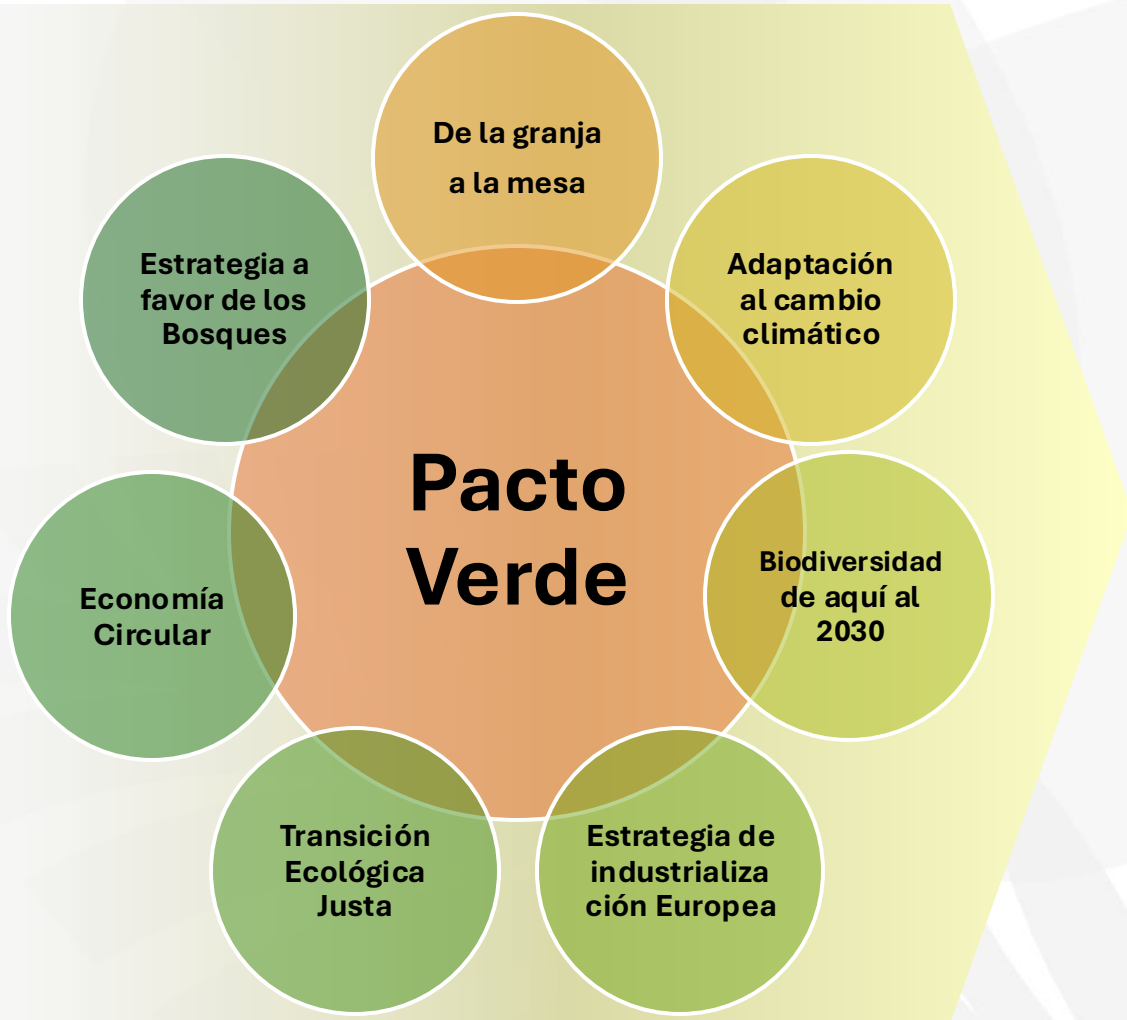 De la granja
a la mesa
Estrategia a
favor de los
Bosques
Adaptación
al cambio
climático
Pacto
Verde
Biodiversidad
de aquí al
2030
Economía
Circular
Transición
Ecológica
Justa
Estrategia de
industrializa
ción Europea